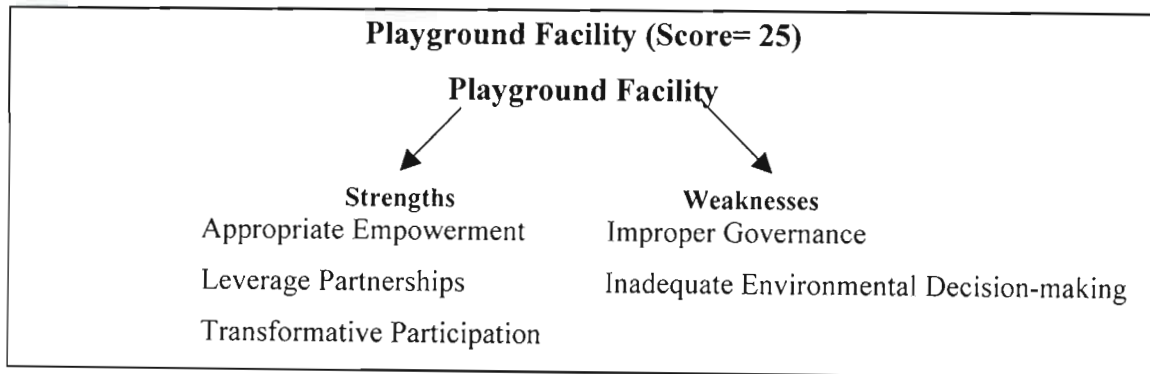 Playground Facility (Score= 25)
Playground Facility
Strengths
Appropriate Empowerment
Leverage Partnerships
Transformative Participation
Weaknesses
Improper Governance
Inadequate Environmental Decision-making